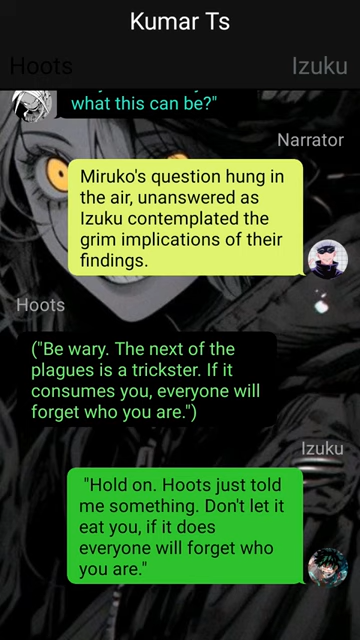 Kumar Ts
Hoots
Izuku
what this can be?"
Narrator
Miruko's question hung in
the air, unanswered as
Izuku contemplated the
grim implications of their
findings.
Hoots
("Be wary. The next of the
plagues is a trickster. If it
consumes you, everyone will
forget who you are.")
Izuku
"Hold on. Hoots just told
me something. Don't let it
eat you, if it does
everyone will forget who
you are."